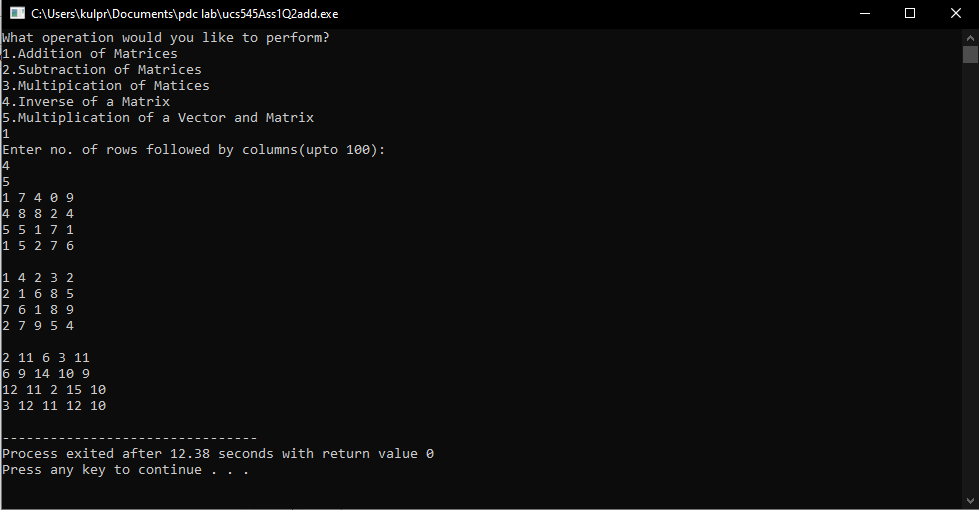 C:\Users\kulpr\Documents\pdc lab\ucs545Ass1Q2add.exe
What operation would you like to perform?
1.Addition of Matrices
2.Subtraction of Matrices
3.Multipication of Matices
4.Inverse of a Matrix
5.Multiplication of a Vector and Matrix
1
Enter no. of rows followed by columns(upto 100):
4
5
1 7 4 0 9
4 8 8 2 4
5 5 1 7 1
1 5 2 7 6
1 4 2 3 2
2 1 6 8 5
7 6 1 8 9
2 7 9 5 4
2 11 6 3 11
6 9 14 10 9
12 11 2 15 10
3 12 11 12 10
--------------------------------
Process exited after 12.38 seconds with return value 0
Press any key to continue . . .